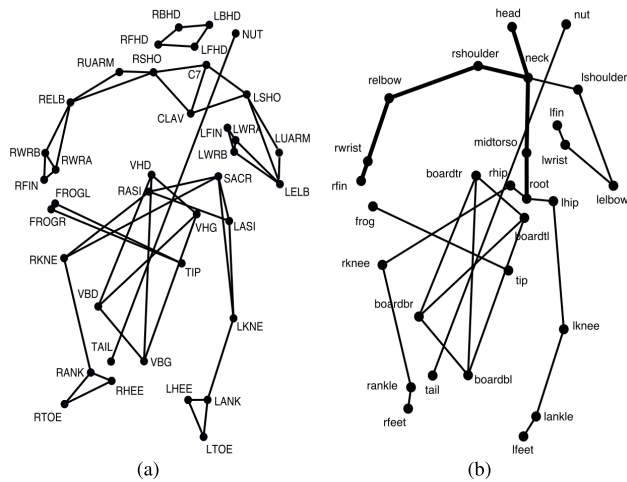 RBHD LBHD
RFHD NUT
LFHD
RUARM RSHO C7
RELB LSHO
CLAV
LFIN LWRA LUARM
RWRB LWRB
RWRA VHD SACR
RFIN RASI LELB
FROGL
FROGR VHG LASI
RKNE TIP
VBD
LKNE
TAIL VBG
RANK
RHEE LHEE LANK
RTOE
LTOE
(a)
head nut
rshoulder neck
relbow lshoulder
lfin
rwrist midtorso lwrist
rfin boardtr rhip root lelbow
frog lhip
boardtl
rknee tip
boardbr
lknee
rankle tail boardbl
rfeet lankle
lfeet
(b)